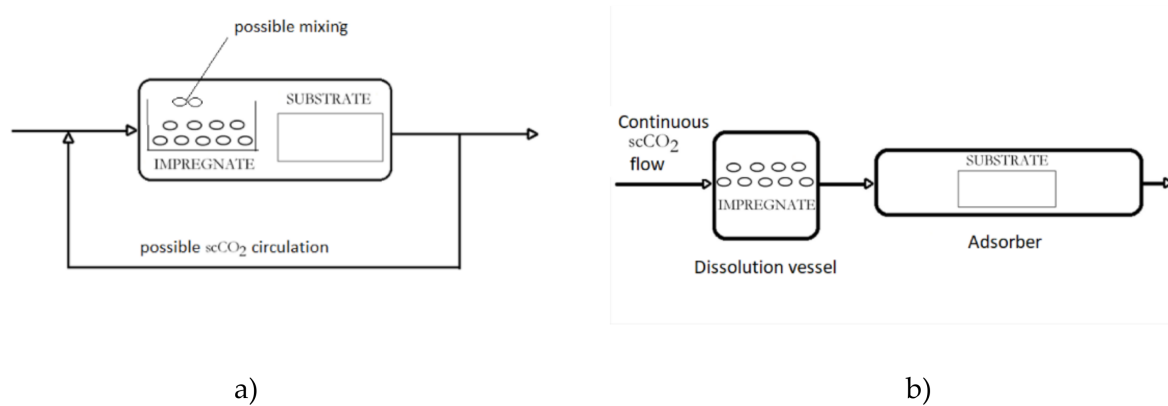 possible mixing
SUBSTRATE
IMPREGNATE
possible scCO₂ circulation
a)
Continuous
scCO₂
flow
IMPREGNATE
Dissolution vessel
SUBSTRATE
Adsorber
b)